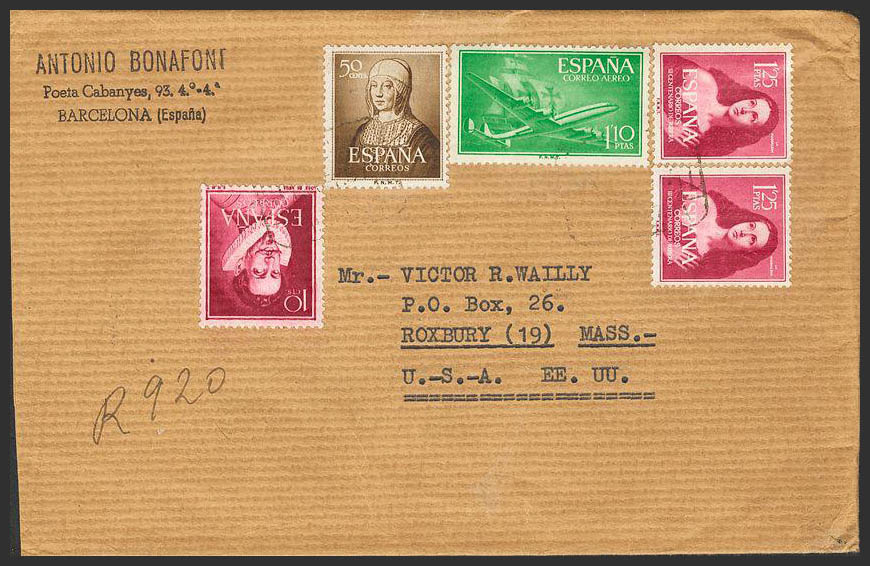 ANTONIO BONAFONT
Poeta Cabanyes, 93, 4.º-4.ª
BARCELONA (España)
50
CENTS.
ESPAÑA
CORREOS
F.N.M.T.
ESPAÑA
CORREO AEREO
1'10
PTAS
F.N.M.T.
1'25
PTAS
CORREOS
ESPAÑA
1'25
PTAS
CORREOS
ESPAÑA
ESPAÑA
CORREOS
10
CTS.
Mr.- VICTOR R.WAILLY
P.O. Box, 26.
ROXBURY (19) MASS.-
U.-S.-A. EE. UU.
R 920